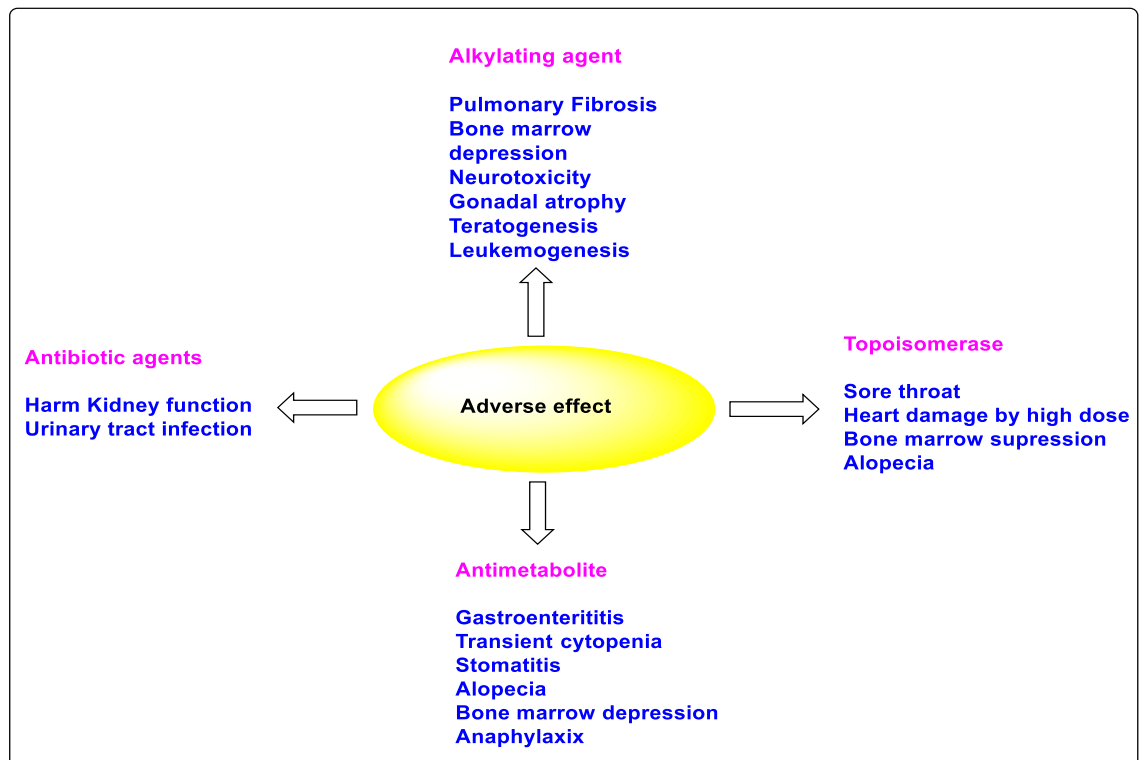 Alkylating agent
Pulmonary Fibrosis
Bone marrow
depression
Neurotoxicity
Gonadal atrophy
Teratogenesis
Leukemogenesis
Antibiotic agents
Harm Kidney function
Urinary tract infection
Adverse effect
Topoisomerase
Sore throat
Heart damage by high dose
Bone marrow supression
Alopecia
Antimetabolite
Gastroenterititis
Transient cytopenia
Stomatitis
Alopecia
Bone marrow depression
Anaphylaxix